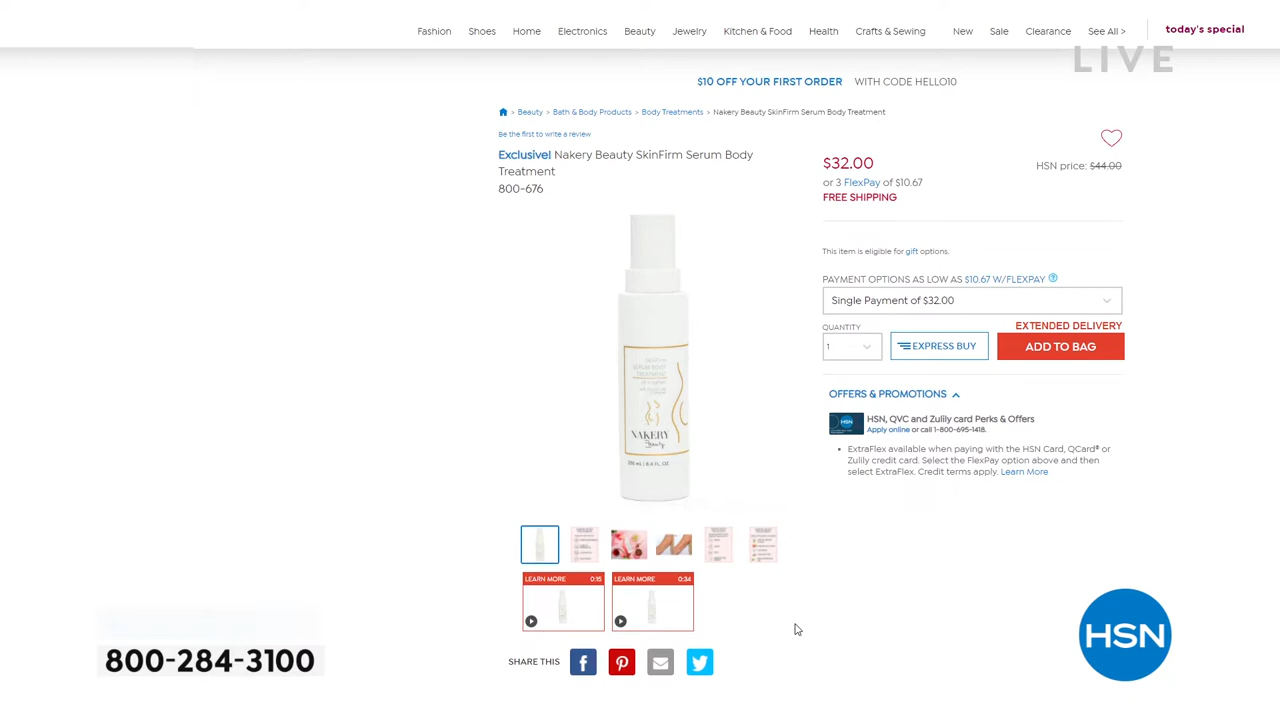 Fashion Shoes Home Electronics Beauty Jewelry Kitchen & Food Health Crafts & Sewing New Sale Clearance See All > today's special
LIVE
$10 OFF YOUR FIRST ORDER WITH CODE HELLO10
> Beauty > Bath & Body Products > Body Treatments > Nakery Beauty SkinFirm Serum Body Treatment
Be the first to write a review
Exclusive! Nakery Beauty SkinFirm Serum Body
Treatment
800-676
$32.00
HSN price: $44.00
or 3 FlexPay of $10.67
FREE SHIPPING
This item is eligible for gift options.
PAYMENT OPTIONS AS LOW AS $10.67 W/FLEXPAY ?
Single Payment of $32.00
QUANTITY
EXTENDED DELIVERY
1
EXPRESS BUY
ADD TO BAG
OFFERS & PROMOTIONS
HSN
HSN, QVC and Zulily card Perks & Offers
Apply online or call 1-800-695-1418.
• ExtraFlex available when paying with the HSN Card, QCard® or
Zulily credit card. Select the FlexPay option above and then
select ExtraFlex. Credit terms apply. Learn More
SkinFirm
SERUM BODY
TREATMENT
NAKERY
Beauty
LEARN MORE 0:15
LEARN MORE 0:34
SHARE THIS
800-284-3100
HSN